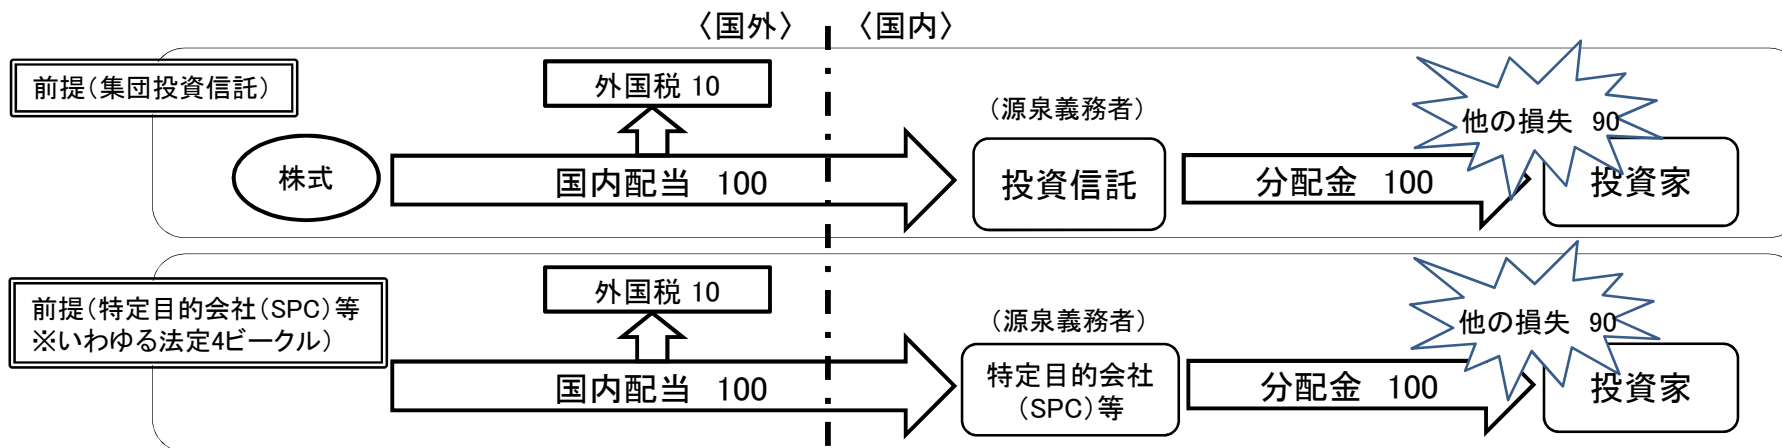 〈国外〉 〈国内〉
前提(集団投資信託)
外国税 10
(源泉義務者)
他の損失 90
株式
国内配当 100
投資信託
分配金 100
投資家
前提(特定目的会社(SPC)等
※いわゆる法定4ビークル)
外国税 10
(源泉義務者)
他の損失 90
国内配当 100
特定目的会社
(SPC)等
分配金 100
投資家